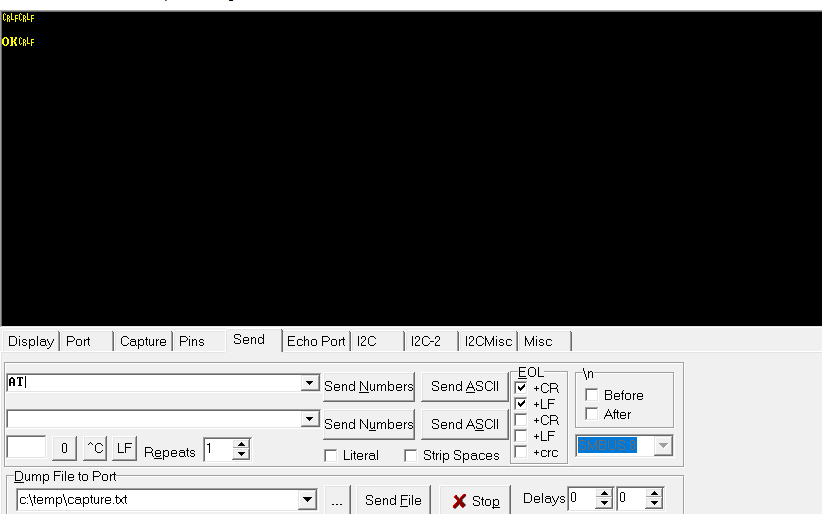 CRLFCRLF
OKCRLF
Display Port Capture Pins Send Echo Port I2C I2C-2 I2CMisc Misc
AT Send Numbers Send ASCII
EOL
+CR
+LF
+CR
+LF
+crc
\n
Before
After
Send Numbers Send ASCII
0 ^C LF Repeats 1 Literal Strip Spaces
Dump File to Port
c:\temp\capture.txt ... Send File Stop Delays 0 0